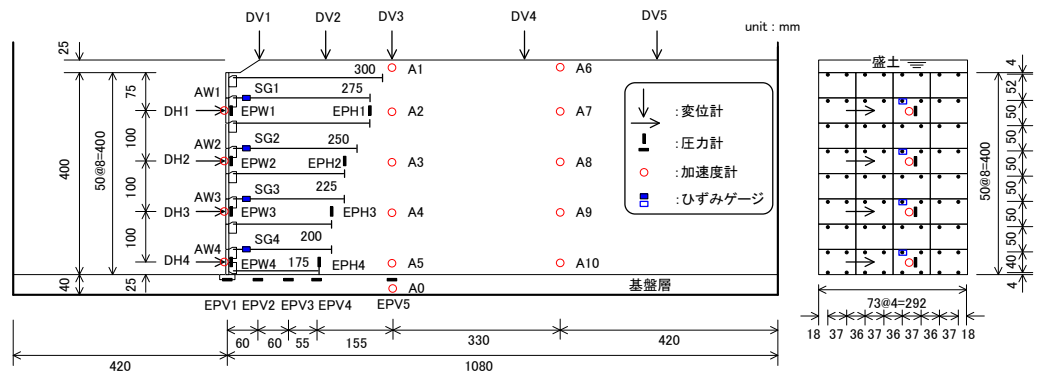 DV1 DV2 DV3 DV4 DV5
unit : mm
25
盛土
4
A1 A6
300
75
AW1 SG1 275
52
DH1 EPW1 EPH1 A2 A7
:変位計
50
100
SG2 250
:圧力計
50
DH2 AW2 EPW2 EPH2 A3 A8
:加速度計
50
400 50@8=400
50@8=400
100
AW3 SG3 225
:ひずみゲージ
50
DH3 EPW3 EPH3 A4 A9
50
100
SG4 200
50
AW4
DH4 EPW4 175 EPH4 A5 A10
40
40 25
A0
基盤層
4
EPV1 EPV2 EPV3 EPV4 EPV5
73@4=292
60 60 55 155 330 420
18 37 36 37 36 37 36 37 18
420 1080